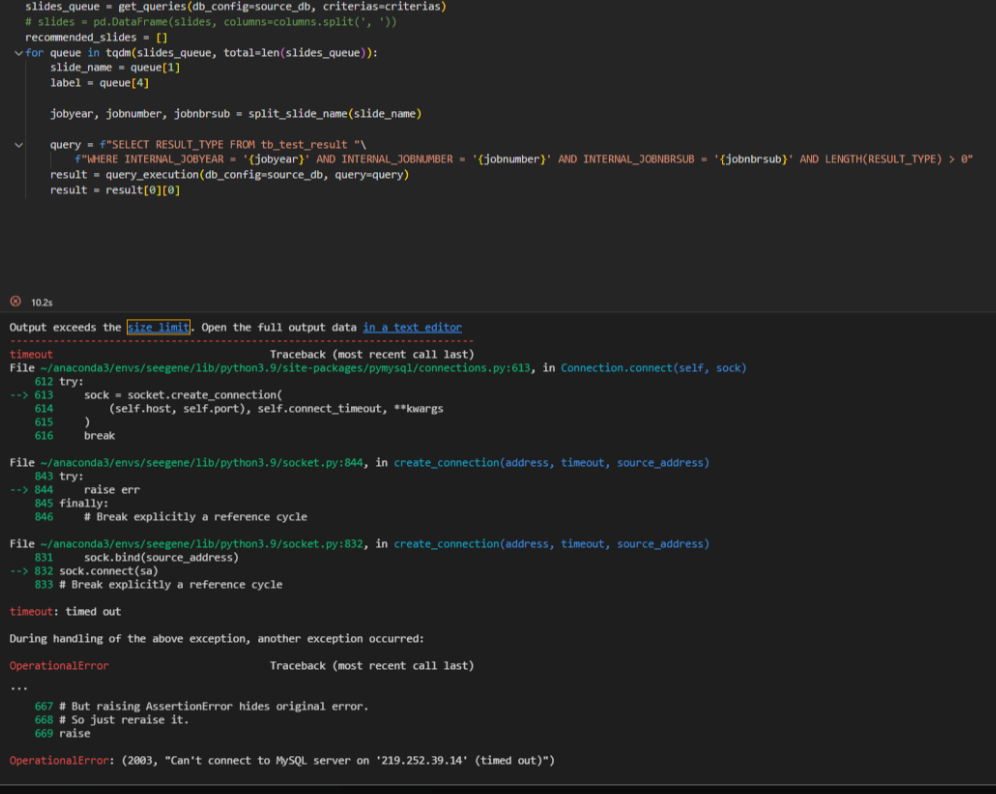 slides_queue = get_queries(db_config=source_db, criterias=criterias)
# slides = pd.DataFrame(slides, columns=columns.split(', '))
recommended_slides = []
for queue in tqdm(slides_queue, total=len(slides_queue)):
    slide_name = queue[1]
    label = queue[4]
    jobyear, jobnumber, jobnbrsub = split_slide_name(slide_name)
    query = f"SELECT RESULT_TYPE FROM tb_test_result "\
        f"WHERE INTERNAL_JOBYEAR = '{jobyear}' AND INTERNAL_JOBNUMBER = '{jobnumber}' AND INTERNAL_JOBNBRSUB = '{jobnbrsub}' AND LENGTH(RESULT_TYPE) > 0"
    result = query_execution(db_config=source_db, query=query)
    result = result[0][0]
10.2s
Output exceeds the size limit. Open the full output data in a text editor
---------------------------------------------------------------------------
timeout                                   Traceback (most recent call last)
File ~/anaconda3/envs/seegene/lib/python3.9/site-packages/pymysql/connections.py:613, in Connection.connect(self, sock)
    612 try:
--> 613     sock = socket.create_connection(
    614         (self.host, self.port), self.connect_timeout, **kwargs
    615     )
    616     break
File ~/anaconda3/envs/seegene/lib/python3.9/socket.py:844, in create_connection(address, timeout, source_address)
    843 try:
--> 844     raise err
    845 finally:
    846     # Break explicitly a reference cycle
File ~/anaconda3/envs/seegene/lib/python3.9/socket.py:832, in create_connection(address, timeout, source_address)
    831     sock.bind(source_address)
--> 832 sock.connect(sa)
    833 # Break explicitly a reference cycle
timeout: timed out
During handling of the above exception, another exception occurred:
OperationalError                          Traceback (most recent call last)
...
    667 # But raising AssertionError hides original error.
    668 # So just reraise it.
    669 raise
OperationalError: (2003, "Can't connect to MySQL server on '219.252.39.14' (timed out)")